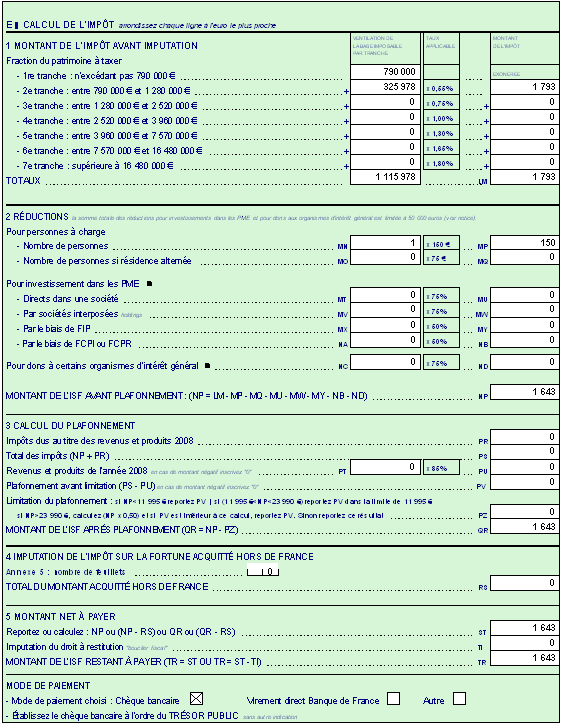 E CALCUL DE L'IMPÔT arrondissez chaque ligne à l'euro le plus proche
1 MONTANT DE L'IMPÔT AVANT IMPUTATION VENTILATION DE LA BASE IMPOSABLE PAR TRANCHE TAUX APPLICABLE MONTANT DE L'IMPÔT
Fraction du patrimoine à taxer
- 1re tranche : n'excédant pas 790 000 € 790 000 EXONEREE
- 2e tranche : entre 790 000 € et 1 280 000 € + 325 978 x 0,55% 1 793
- 3e tranche : entre 1 280 000 € et 2 520 000 € + 0 x 0,75% + 0
- 4e tranche : entre 2 520 000 € et 3 960 000 € + 0 x 1,00% + 0
- 5e tranche : entre 3 960 000 € et 7 570 000 € + 0 x 1,30% + 0
- 6e tranche : entre 7 570 000 € et 16 480 000 € + 0 x 1,65% + 0
- 7e tranche : supérieure à 16 480 000 € + 0 x 1,80% + 0
TOTAUX 1 115 978 LM 1 793
2 RÉDUCTIONS la somme totale des réductions pour investissements dans les PME et pour dons aux organismes d'intérêt général est limitée à 50 000 euros (voir notice).
Pour personnes à charge
- Nombre de personnes MN 1 x 150 € MP 150
- Nombre de personnes si résidence alternée MO 0 x 75 € MQ 0
Pour investissement dans les PME
- Directs dans une société MT 0 x 75% MU 0
- Par sociétés interposées holdings MV 0 x 75% MW 0
- Par le biais de FIP MX 0 x 50% MY 0
- Par le biais de FCPI ou FCPR NA 0 x 50% NB 0
Pour dons à certains organismes d'intérêt général NC 0 x 75% ND 0
MONTANT DE L'ISF AVANT PLAFONNEMENT : (NP = LM - MP - MQ - MU - MW - MY - NB - ND) NP 1 643
3 CALCUL DU PLAFONNEMENT
Impôts dus au titre des revenus et produits 2008 PR 0
Total des impôts (NP + PR) PS 0
Revenus et produits de l'année 2008 en cas de montant négatif inscrivez "0" PT 0 x 85% PU 0
Plafonnement avant limitation (PS - PU) en cas de montant négatif inscrivez "0" PV 0
Limitation du plafonnement : si NP<11 995 € reportez PV | si (11 995 €<NP<23 990 €) reportez PV dans la limite de 11 995 €
si NP>23 990 €, calculez (NP x 0,50) et si PV est inférieur à ce calcul, reportez PV. Sinon reportez ce résultat PZ 0
MONTANT DE L'ISF APRÉS PLAFONNEMENT (QR = NP - PZ) QR 1 643
4 IMPUTATION DE L'IMPÔT SUR LA FORTUNE ACQUITTÉ HORS DE FRANCE
Annexe 5 : nombre de feuillets 0
TOTAL DU MONTANT ACQUITTÉ HORS DE FRANCE RS 0
5 MONTANT NET À PAYER
Reportez ou calculez : NP ou (NP - RS) ou QR ou (QR - RS) ST 1 643
Imputation du droit à restitution "bouclier fiscal" TI 0
MONTANT DE L'ISF RESTANT À PAYER (TR = ST OU TR = ST - TI) TR 1 643
MODE DE PAIEMENT
- Mode de paiement choisi : Chèque bancaire Virement direct Banque de France Autre
- Établissez le chèque bancaire à l'ordre du TRÉSOR PUBLIC sans autre indication